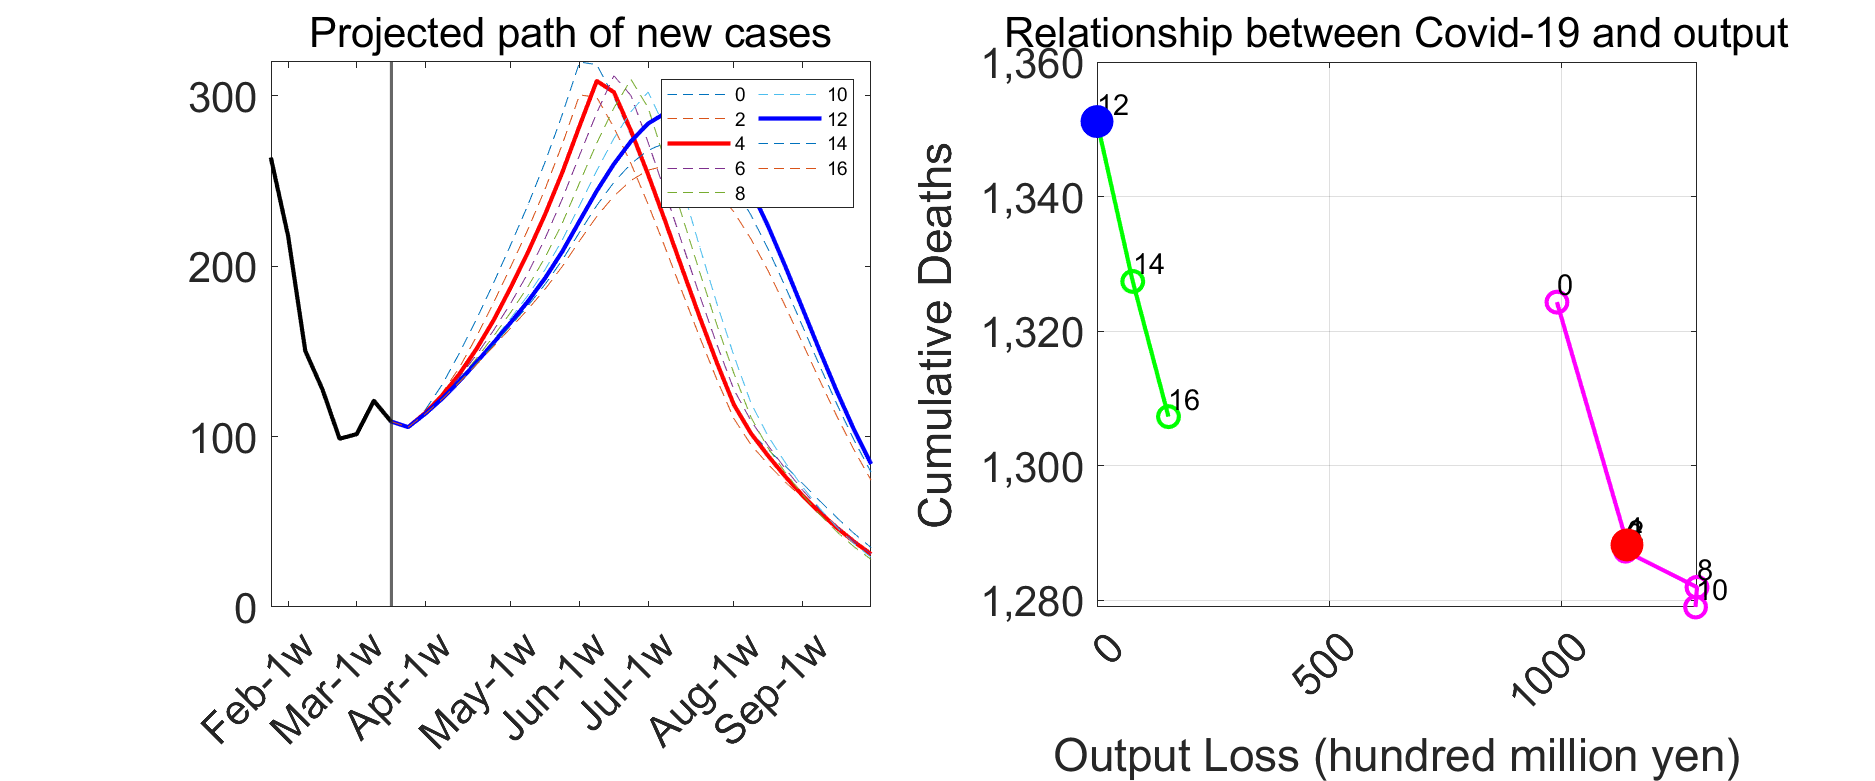 Projected path of new cases
300
200
100
0
0 10
2 12
4 14
6 16
8
Feb-1w
Mar-1w
Apr-1w
May-1w
Jun-1w
Jul-1w
Aug-1w
Sep-1w
Relationship between Covid-19 and output
Cumulative Deaths
1,360
1,340
1,320
1,300
1,280
12
14
16
0
8
10
0
500
1000
Output Loss (hundred million yen)